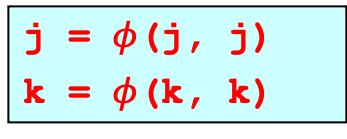 j = ϕ(j, j)
k = ϕ(k, k)